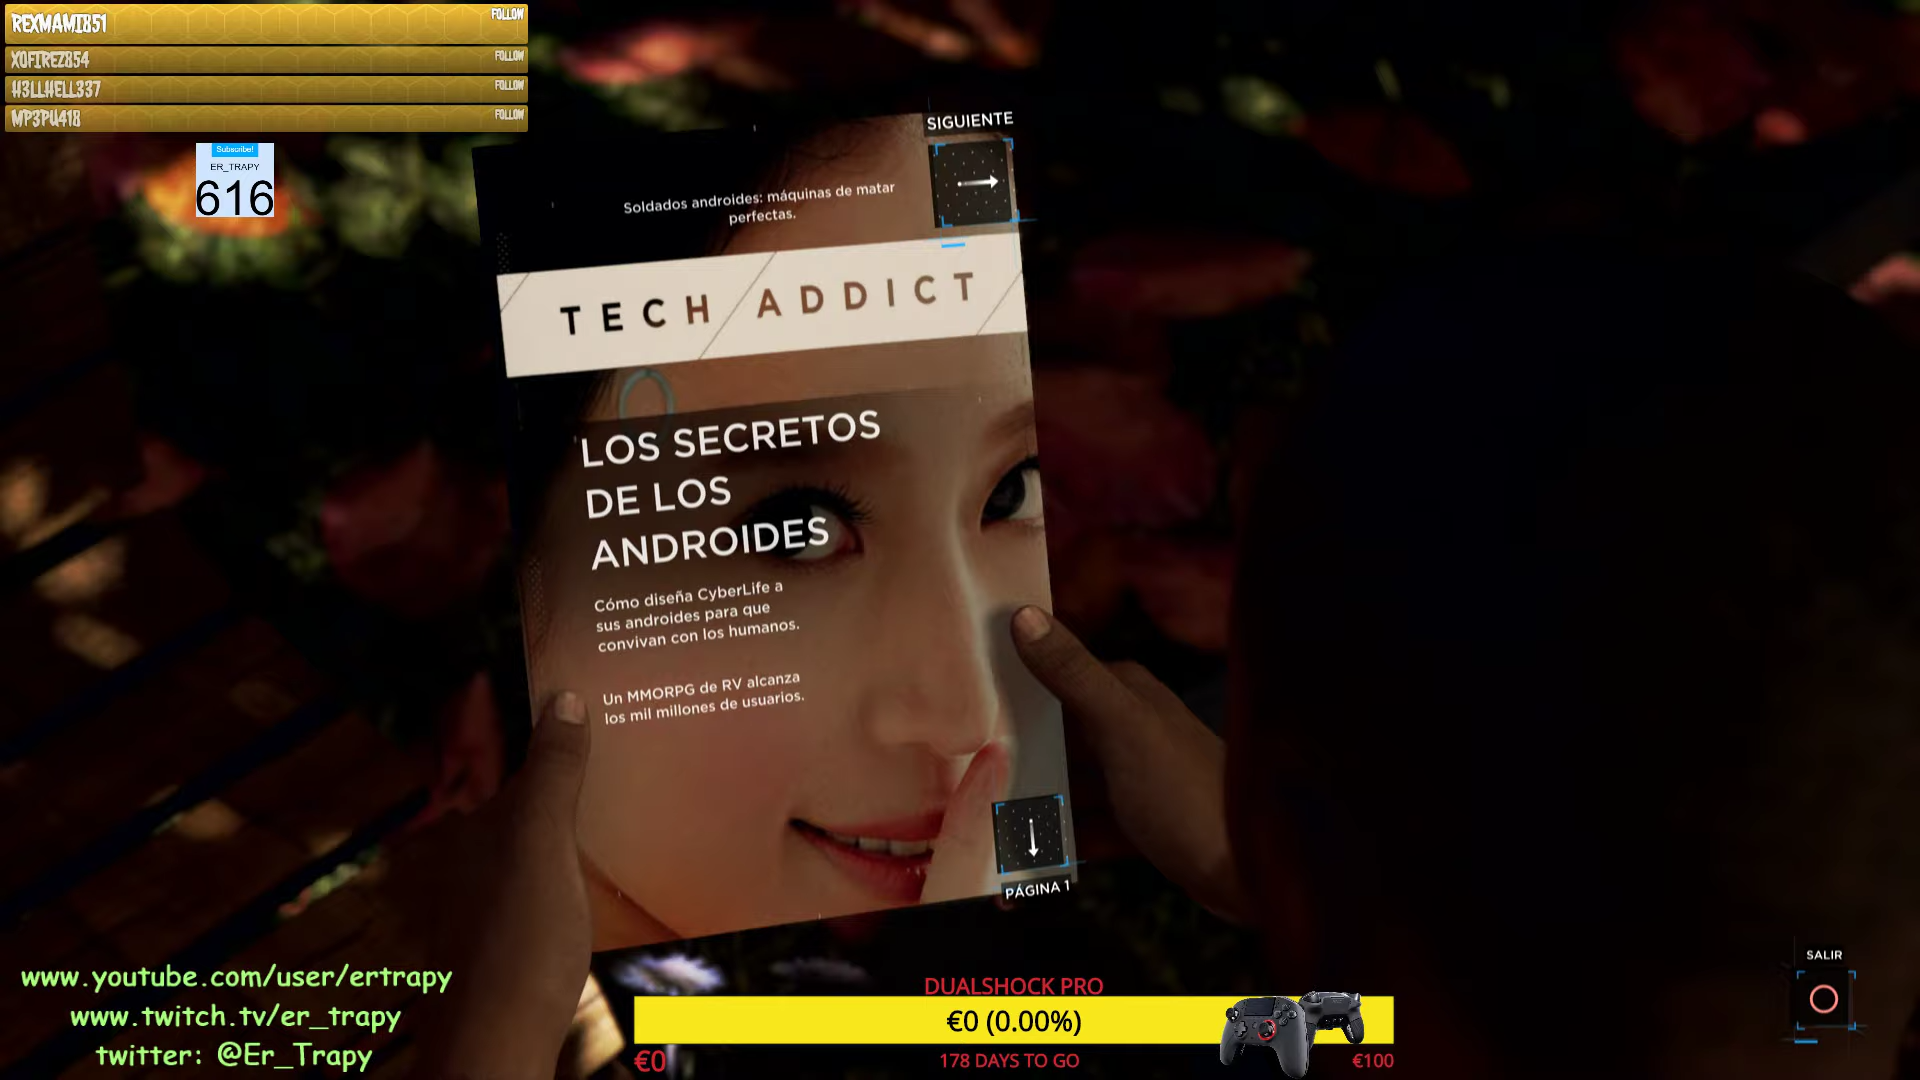 REXMAMI851 FOLLOW
XOFIREZ854 FOLLOW
H3LLHELL337 FOLLOW
MP3PU418 FOLLOW
Subscribe!
ER_TRAPY
616
SIGUIENTE
Soldados androides: máquinas de matar
perfectas.
TECH ADDICT
LOS SECRETOS
DE LOS
ANDROIDES
Cómo diseña CyberLife a
sus androides para que
convivan con los humanos.
Un MMORPG de RV alcanza
los mil millones de usuarios.
PÁGINA 1
SALIR
www.youtube.com/user/ertrapy
www.twitch.tv/er_trapy
twitter: @Er_Trapy
DUALSHOCK PRO
€0 (0.00%)
€0 178 DAYS TO GO €100